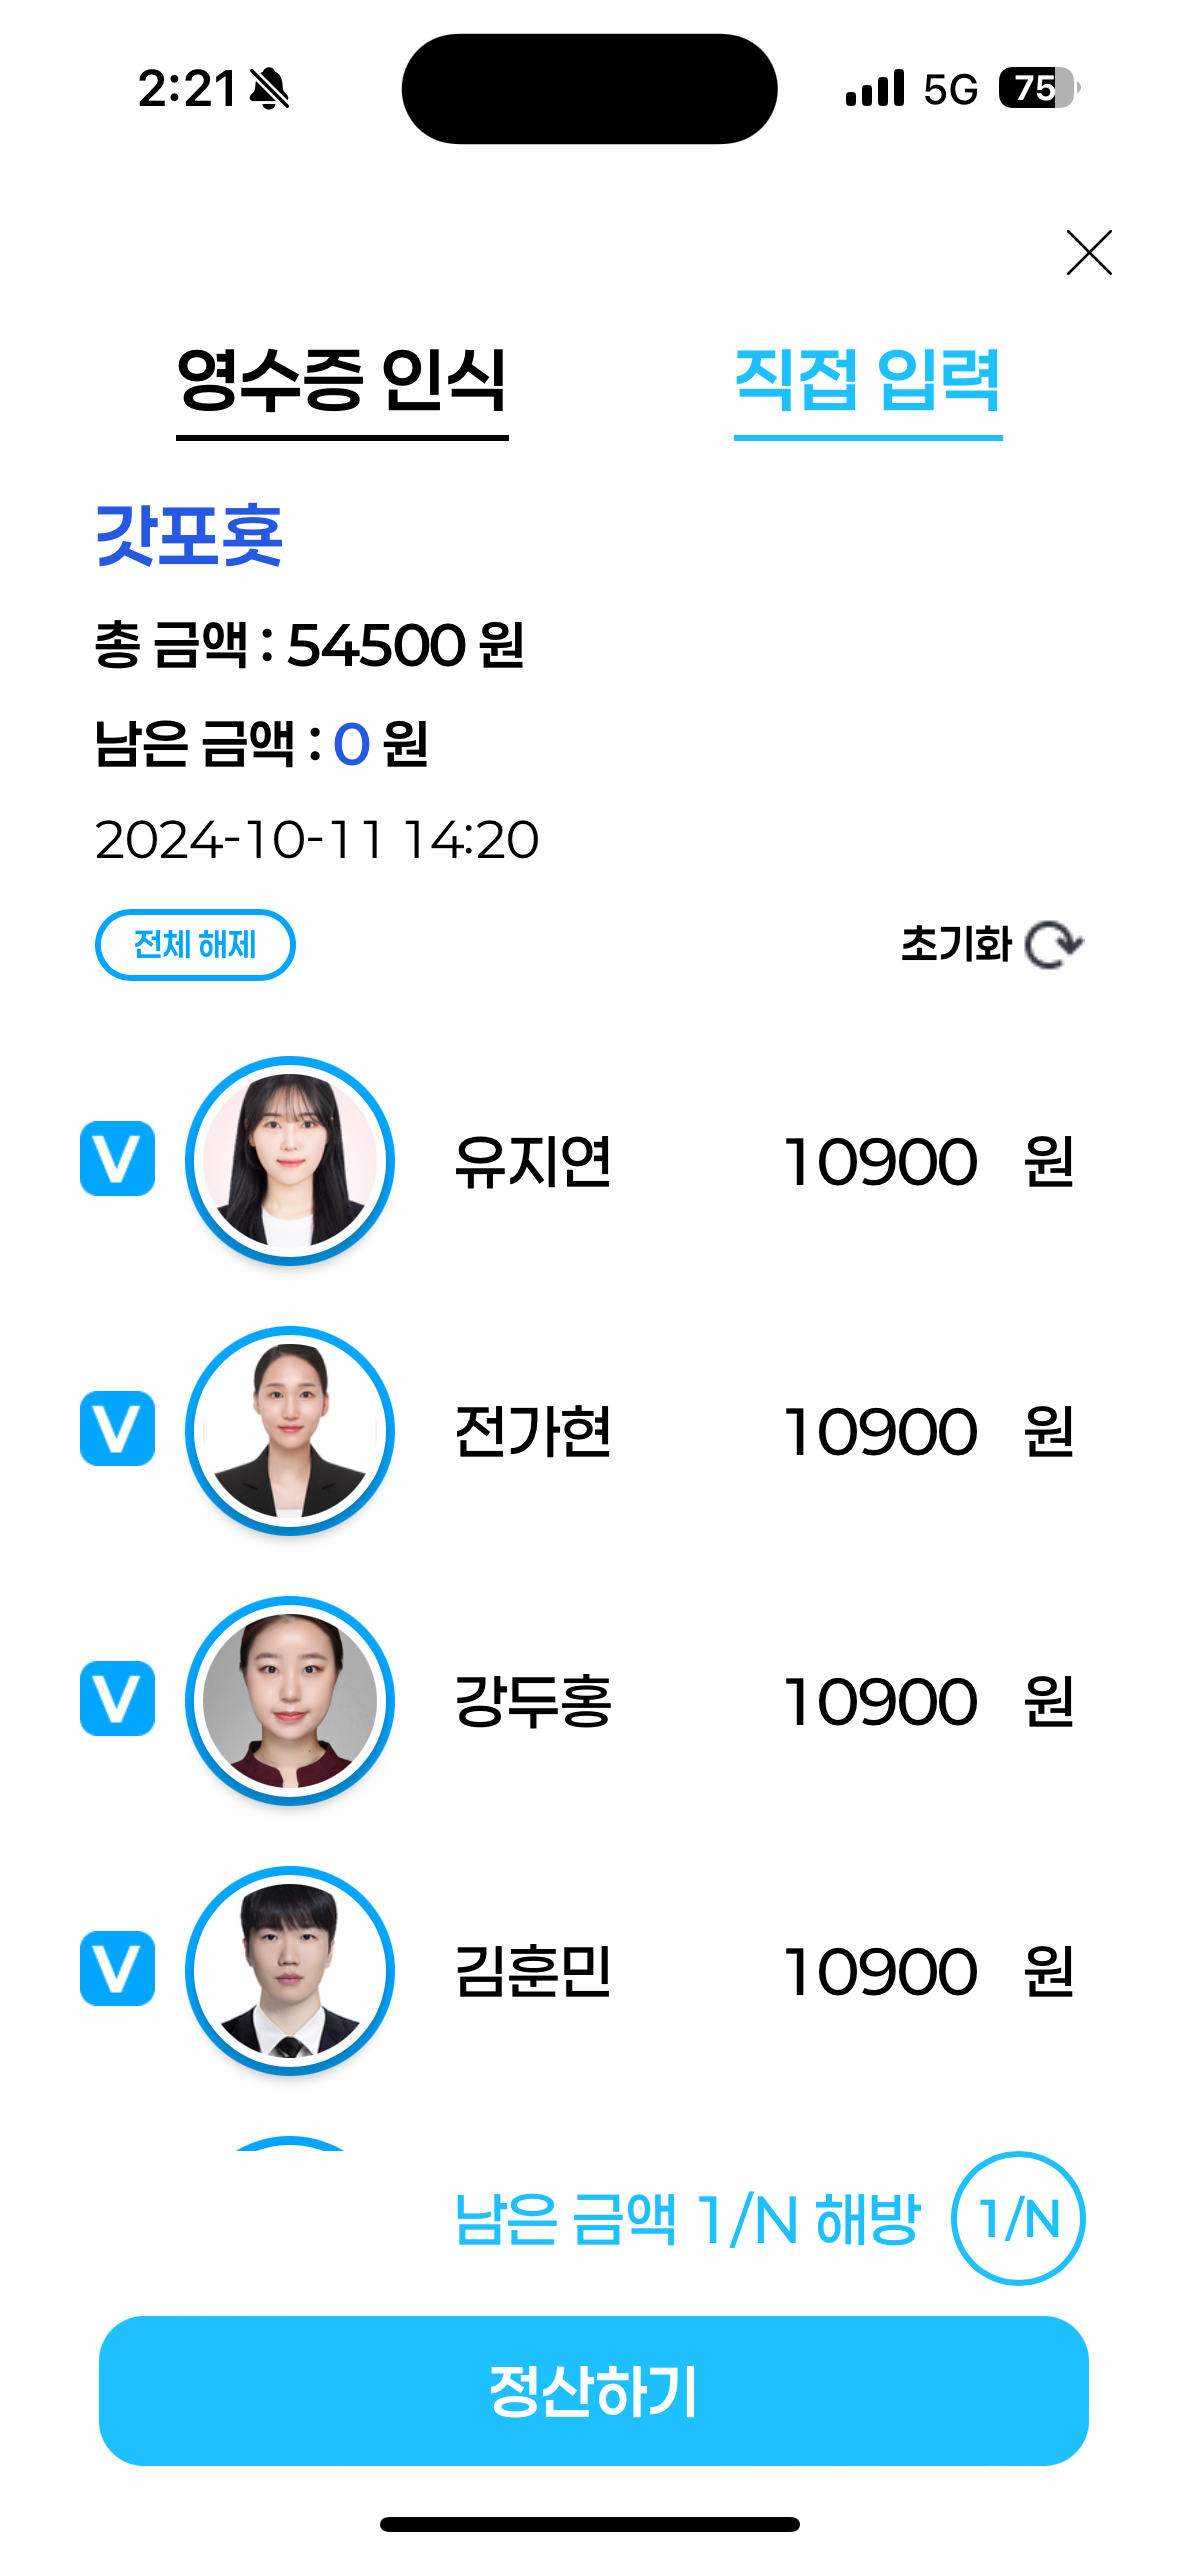 2:21 5G 75
영수증 인식 직접 입력
갓포횻
총 금액 : 54500 원
남은 금액 : 0 원
2024-10-11 14:20
전체 해제 초기화
V 유지연 10900 원
V 전가현 10900 원
V 강두홍 10900 원
V 김훈민 10900 원
남은 금액 1/N 해방 1/N
정산하기